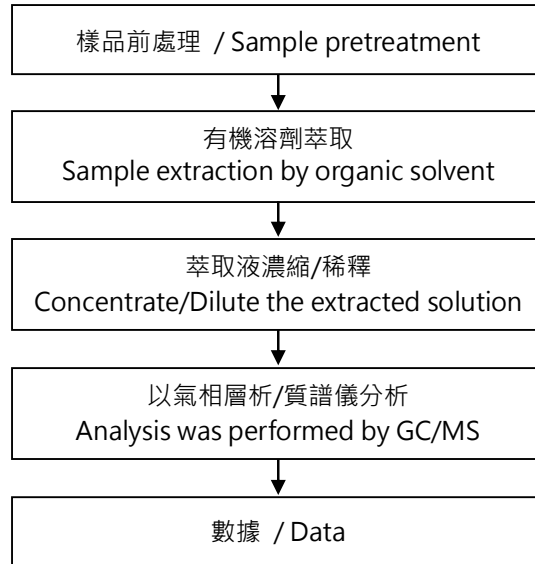 樣品前處理 / Sample pretreatment
有機溶劑萃取
Sample extraction by organic solvent
萃取液濃縮/稀釋
Concentrate/Dilute the extracted solution
以氣相層析/質譜儀分析
Analysis was performed by GC/MS
數據 / Data